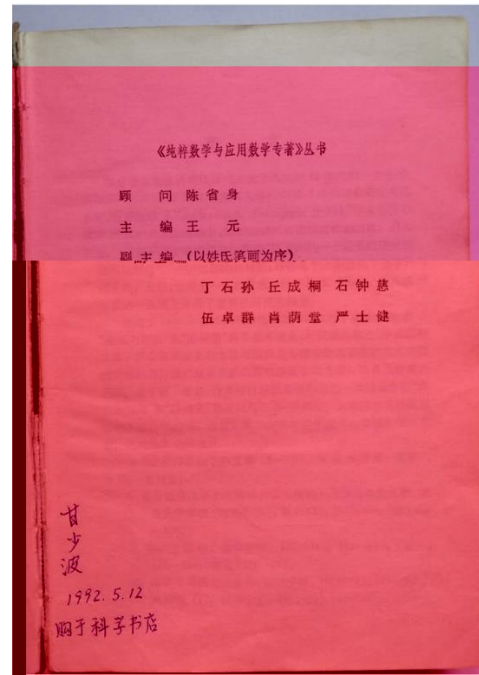 《纯粹数学与应用数学专著》丛书
顾 问 陈省身
主 编 王 元
副主编 (以姓氏笔画为序)
丁石孙 丘成桐 石钟慈
伍卓群 肖荫堂 严士健
甘少波
1992.5.12
购于科学书店